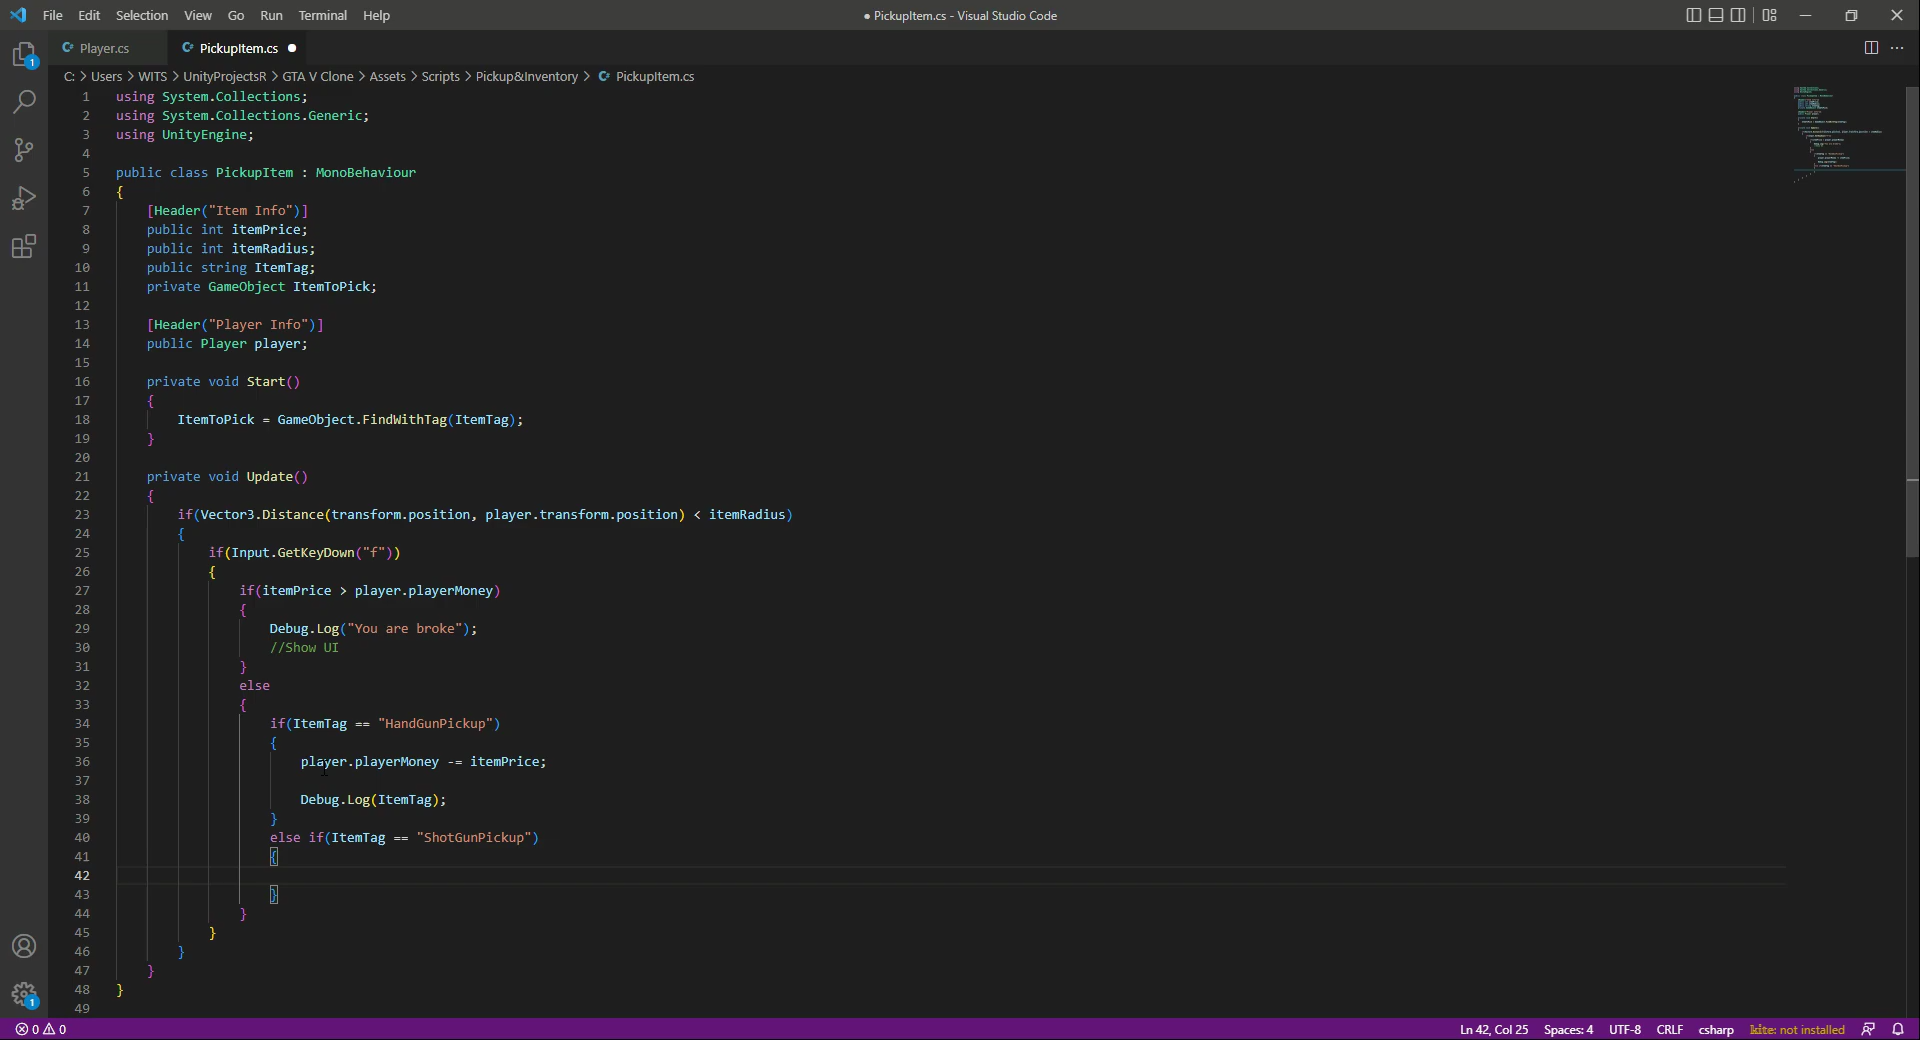 File Edit Selection View Go Run Terminal Help
● PickupItem.cs - Visual Studio Code
Player.cs
PickupItem.cs
C: > Users > WITS > UnityProjectsR > GTA V Clone > Assets > Scripts > Pickup&Inventory > PickupItem.cs
1 using System.Collections;
2 using System.Collections.Generic;
3 using UnityEngine;
4
5 public class PickupItem : MonoBehaviour
6 {
7 [Header("Item Info")]
8 public int itemPrice;
9 public int itemRadius;
10 public string ItemTag;
11 private GameObject ItemToPick;
12
13 [Header("Player Info")]
14 public Player player;
15
16 private void Start()
17 {
18 ItemToPick = GameObject.FindWithTag(ItemTag);
19 }
20
21 private void Update()
22 {
23 if(Vector3.Distance(transform.position, player.transform.position) < itemRadius)
24 {
25 if(Input.GetKeyDown("f"))
26 {
27 if(itemPrice > player.playerMoney)
28 {
29 Debug.Log("You are broke");
30 //Show UI
31 }
32 else
33 {
34 if(ItemTag == "HandGunPickup")
35 {
36 player.playerMoney -= itemPrice;
37
38 Debug.Log(ItemTag);
39 }
40 else if(ItemTag == "ShotGunPickup")
41 {
42
43 }
44 }
45 }
46 }
47 }
48 }
49
1
1
0 0
Ln 42, Col 25 Spaces: 4 UTF-8 CRLF csharp kite: not installed